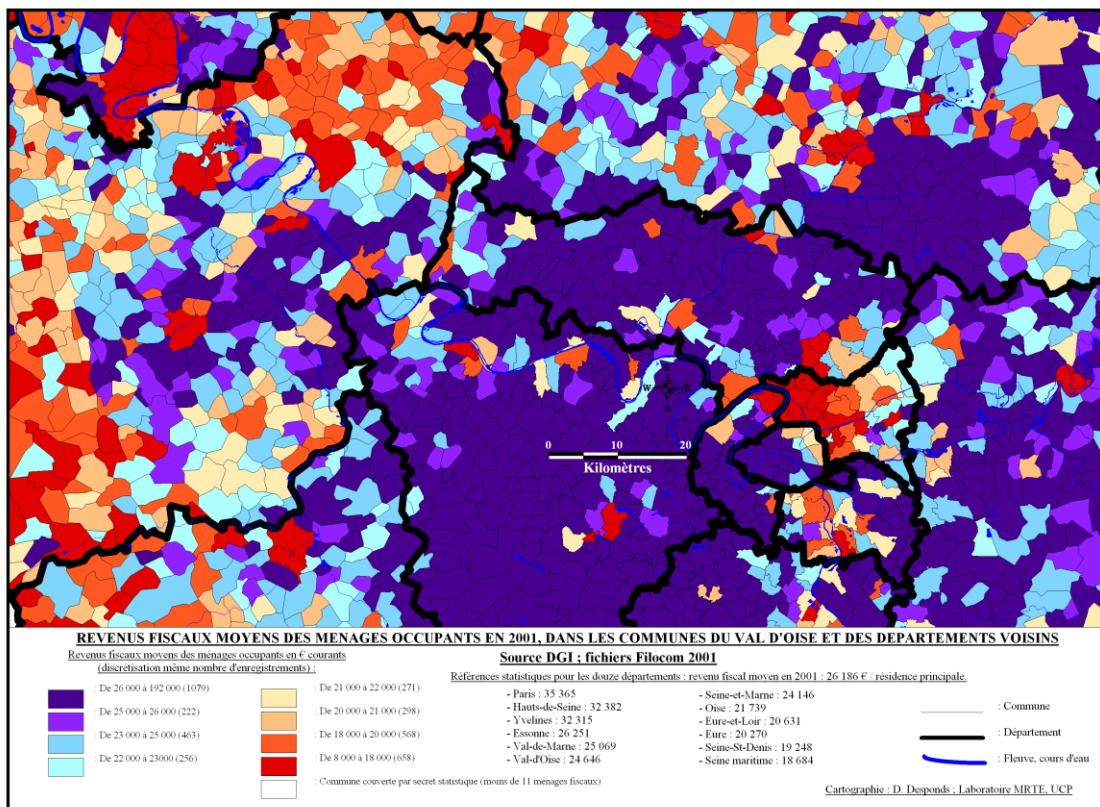 W E
S
0 10 20
Kilomètres
REVENUS FISCAUX MOYENS DES MENAGES OCCUPANTS EN 2001, DANS LES COMMUNES DU VAL D'OISE ET DES DEPARTEMENTS VOISINS
Revenus fiscaux moyens des ménages occupants en € courants
(discrétisation même nombre d'enregistrements) :
: De 26 000 à 192 000 (1079)
: De 25 000 à 26 000 (222)
: De 23 000 à 25 000 (463)
: De 22 000 à 23000 (256)
: De 21 000 à 22 000 (271)
: De 20 000 à 21 000 (298)
: De 18 000 à 20 000 (568)
: De 8 000 à 18 000 (658)
: Commune couverte par secret statistique (moins de 11 ménages fiscaux)
Source DGI ; fichiers Filocom 2001
Références statistiques pour les douze départements : revenu fiscal moyen en 2001 : 26 186 € / résidence principale.
- Paris : 35 365
- Hauts-de-Seine : 32 382
- Yvelines : 32 315
- Essonne : 26 251
- Val-de-Marne : 25 069
- Val-d'Oise : 24 646
- Seine-et-Marne : 24 146
- Oise : 21 739
- Eure-et-Loir : 20 631
- Eure : 20 270
- Seine-St-Denis : 19 248
- Seine maritime : 18 684
: Commune
: Département
: Fleuve, cours d'eau
Cartographie : D. Desponds ; Laboratoire MRTE, UCP